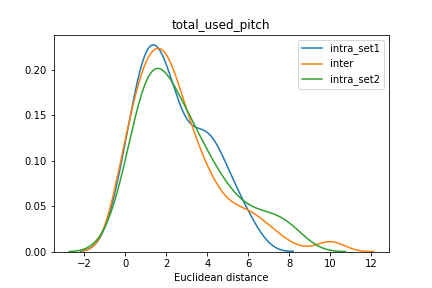 total_used_pitch
intra_set1
inter
intra_set2
0.20
0.15
0.10
0.05
0.00
−2 0 2 4 6 8 10 12
Euclidean distance